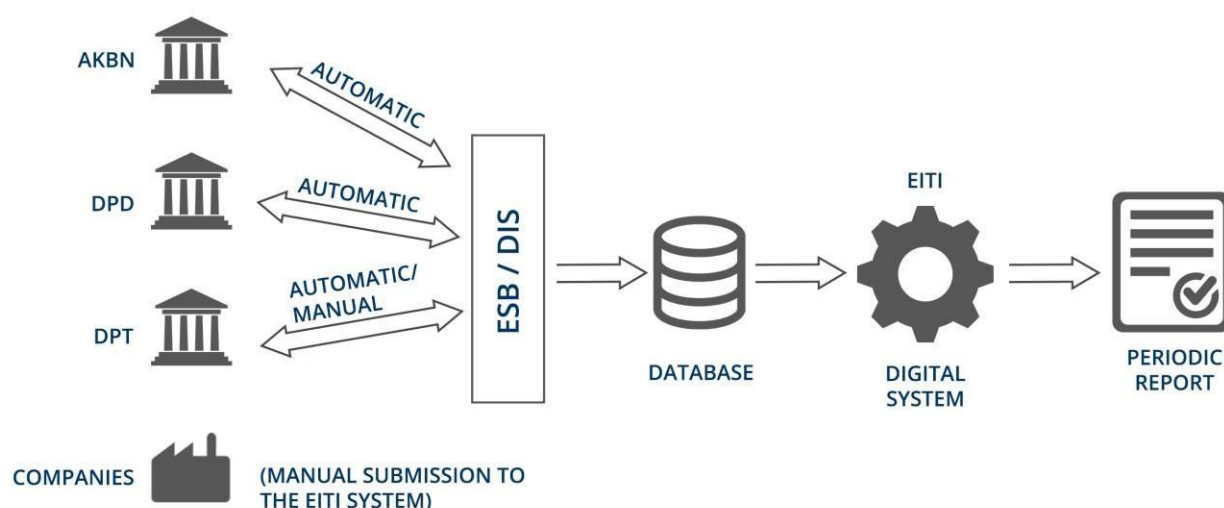 AKBN
AUTOMATIC
DPD
AUTOMATIC
DPT
AUTOMATIC/
MANUAL
ESB / DIS
DATABASE
EITI
DIGITAL
SYSTEM
PERIODIC
REPORT
COMPANIES
(MANUAL SUBMISSION TO
THE EITI SYSTEM)